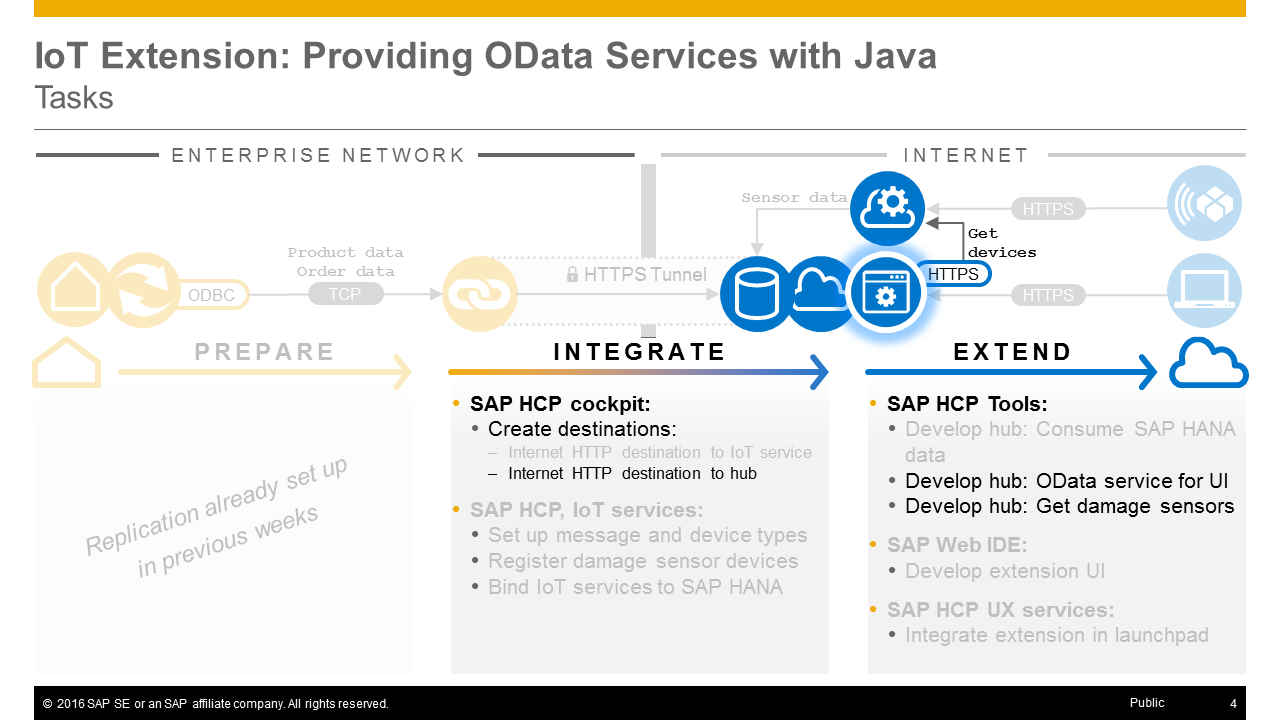 IoT Extension: Providing OData Services with Java
Tasks
ENTERPRISE NETWORK
INTERNET
Sensor data
HTTPS
Get
devices
Product data
Order data
HTTPS Tunnel
HTTPS
ODBC
TCP
HTTPS
PREPARE
INTEGRATE
EXTEND
Replication already set up
in previous weeks
• SAP HCP cockpit:
• Create destinations:
– Internet HTTP destination to IoT service
– Internet HTTP destination to hub
• SAP HCP, IoT services:
• Set up message and device types
• Register damage sensor devices
• Bind IoT services to SAP HANA
• SAP HCP Tools:
• Develop hub: Consume SAP HANA
data
• Develop hub: OData service for UI
• Develop hub: Get damage sensors
• SAP Web IDE:
• Develop extension UI
• SAP HCP UX services:
• Integrate extension in launchpad
© 2016 SAP SE or an SAP affiliate company. All rights reserved.
Public
4